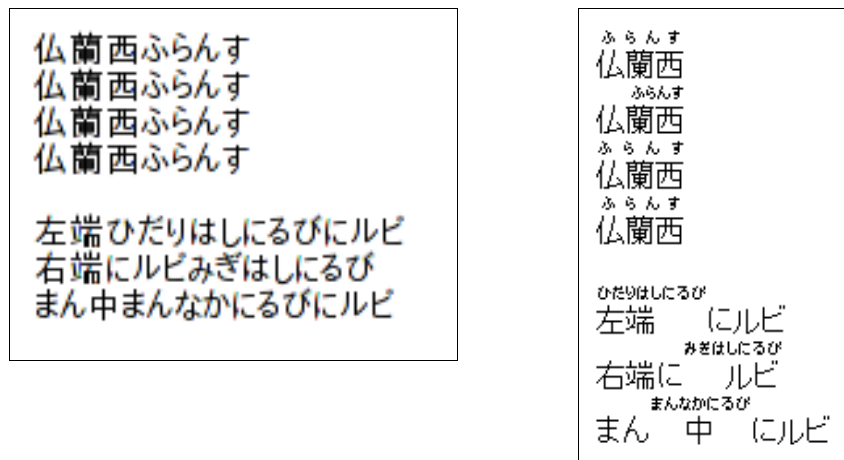 仏蘭西ふらんす
仏蘭西ふらんす
仏蘭西ふらんす
仏蘭西ふらんす
左端ひだりはしにるびにルビ
右端にルビみぎはしにるび
まん中まんなかにるびにルビ
ふらんす
仏蘭西
ふらんす
仏蘭西
ふらんす
仏蘭西
ふらんす
仏蘭西
ひだりはしにるび
左端 にルビ
みぎはしにるび
右端に ルビ
まんなかにるび
まん 中 にルビ